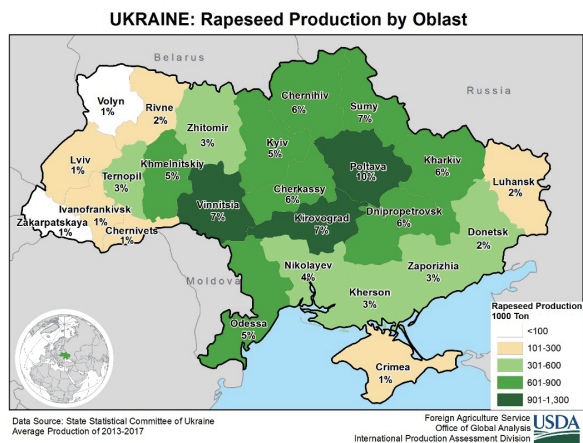 UKRAINE: Rapeseed Production by Oblast
Belarus
Russia
Volyn
1%
Rivne
2%
Zhitomir
3%
Chernihiv
6%
Sumy
7%
Kyiv
5%
Lviv
1%
Ternopil
3%
Khmelnitskiy
5%
Poltava
10%
Kharkiv
6%
Luhansk
2%
Vinnitsia
7%
Cherkassy
6%
Kirovograd
7%
Dnipropetrovsk
6%
Donetsk
2%
Ivanofrankivsk
1%
Zakarpatskaya
1%
Chernivets
1%
Moldova
Nikolayev
4%
Zaporizhia
3%
Kherson
3%
Odessa
5%
Crimea
1%
Rapeseed Production
1000 Ton
<100
101-300
301-600
601-900
901-1,300
Data Source: State Statistical Committee of Ukraine
Average Production of 2013-2017
Foreign Agriculture Service
Office of Global Analysis
International Production Assessment Division
USDA